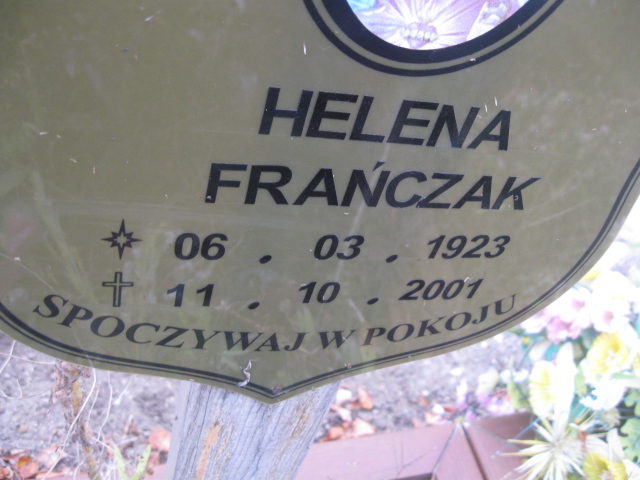 HELENA
FRAŃCZAK
06 . 03 . 1923
11 . 10 . 2001
SPOCZYWAJ W POKOJU